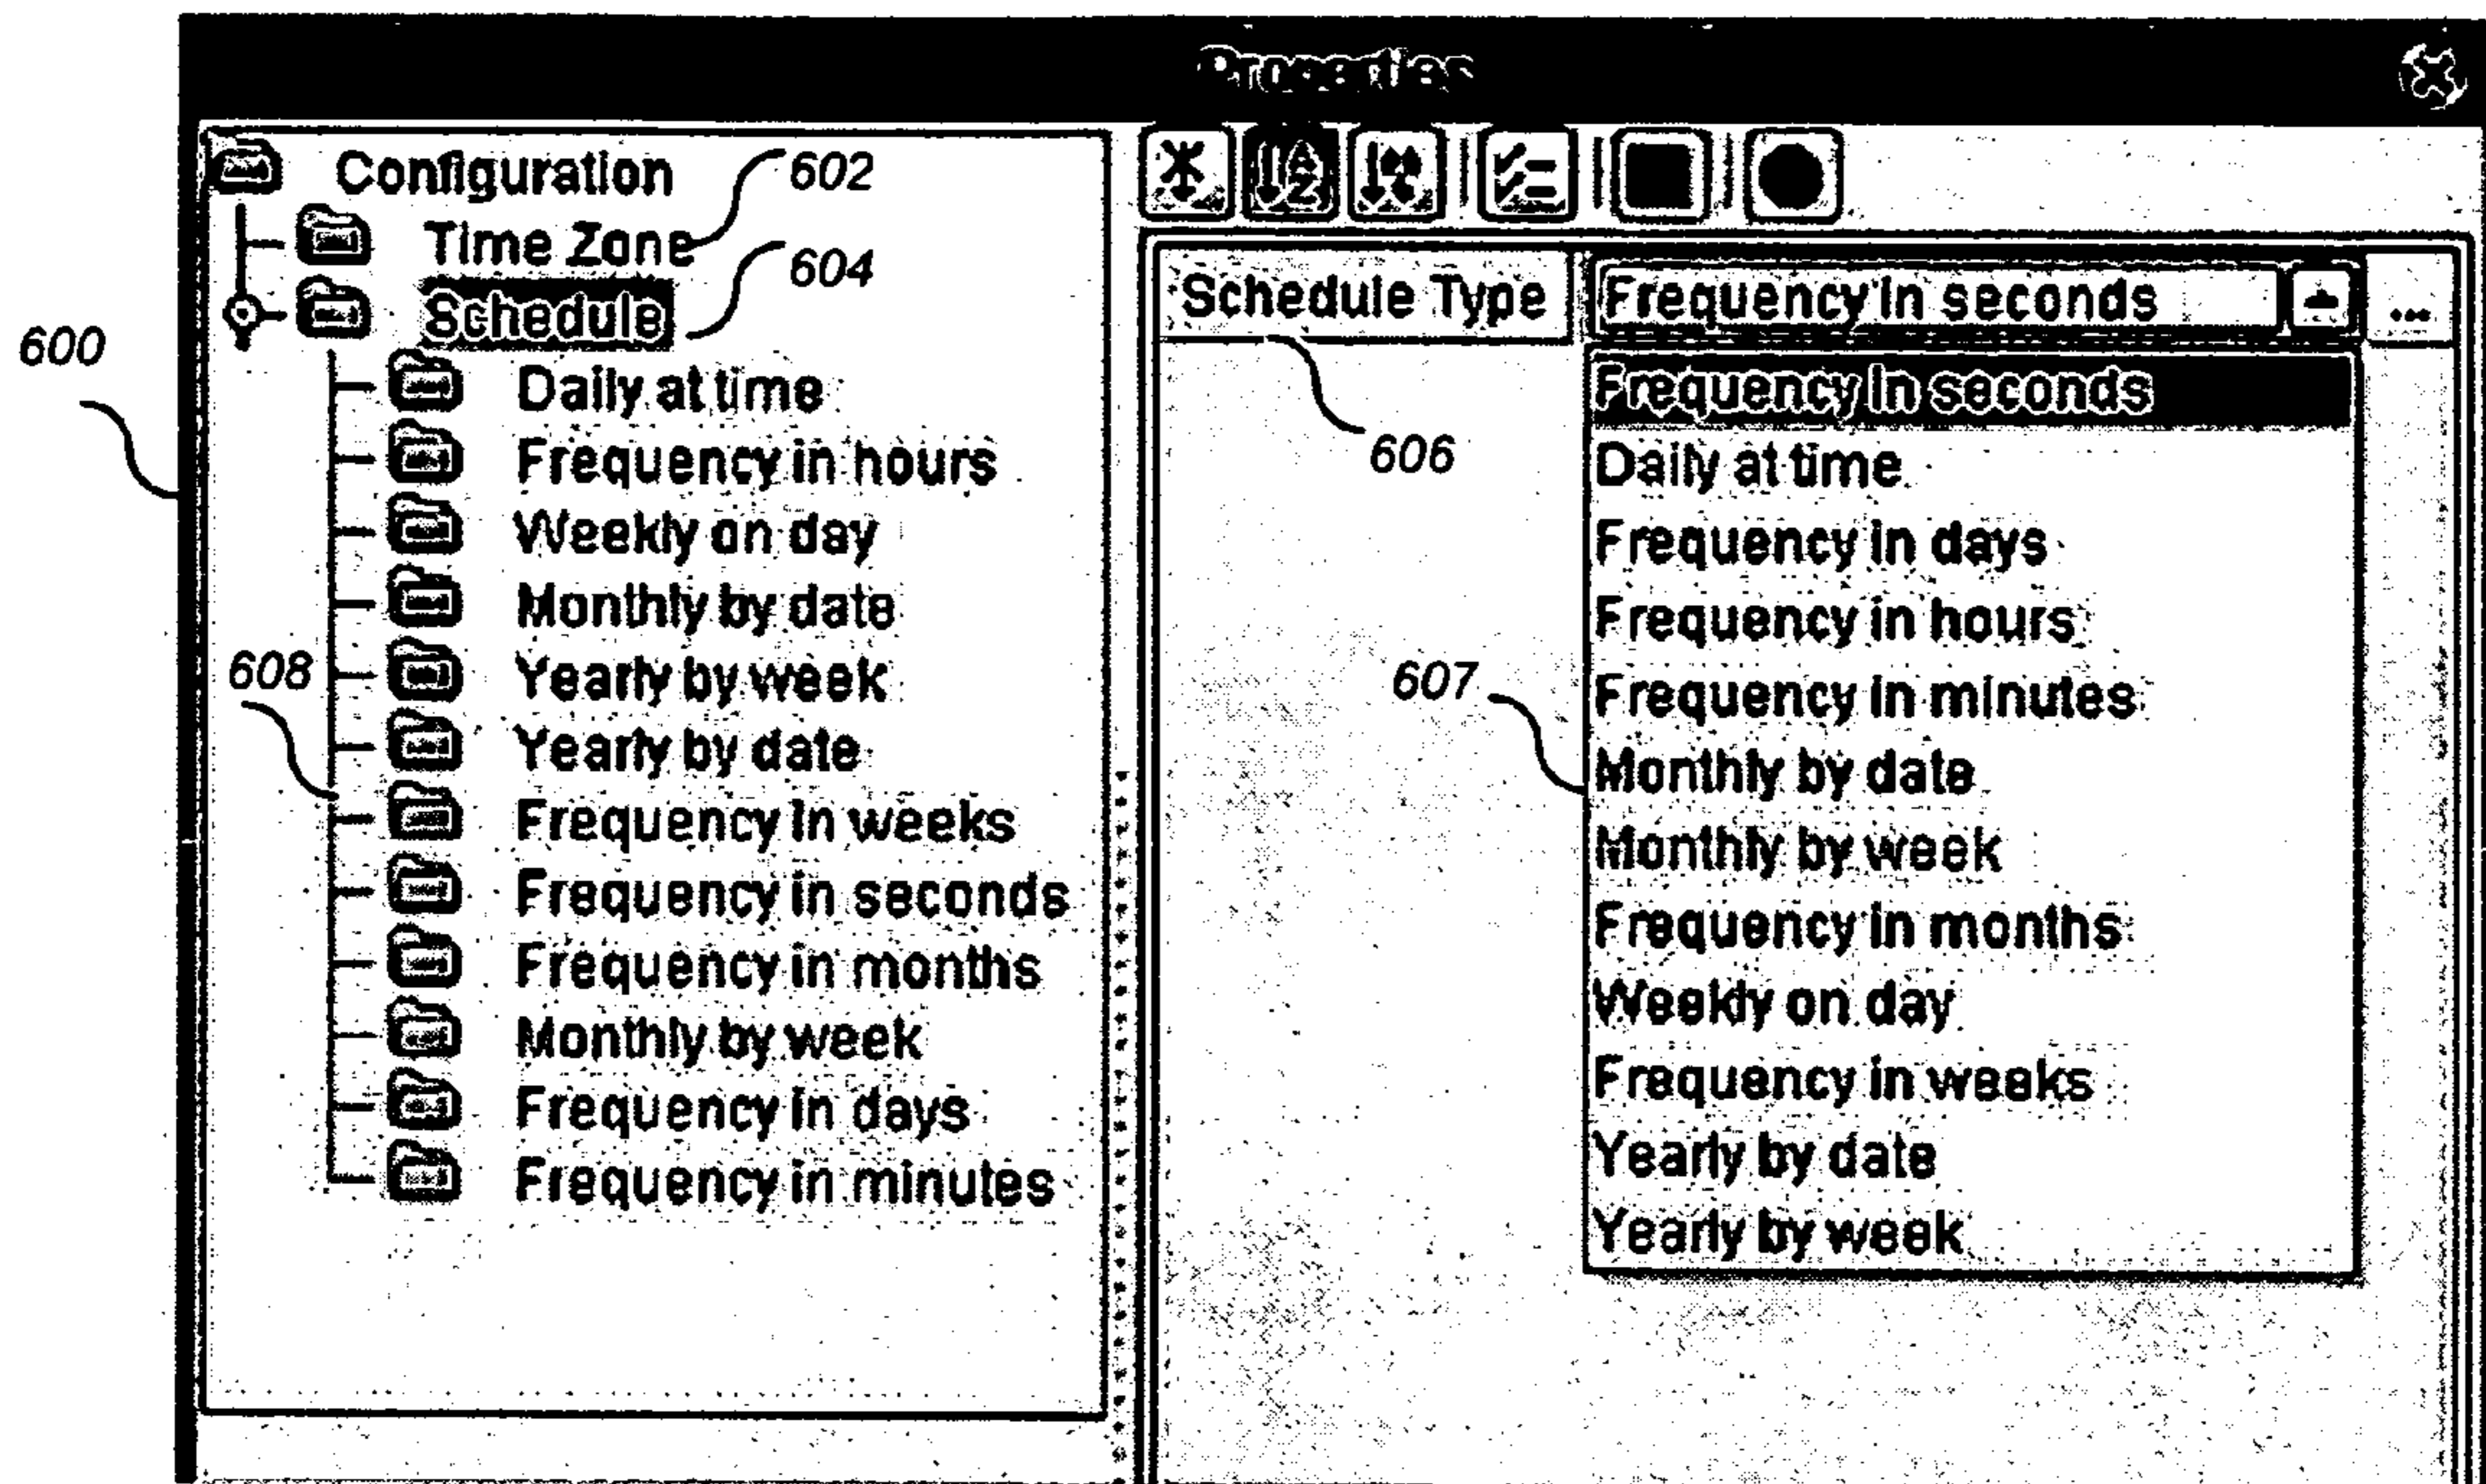 Properties
Configuration
602
Time Zone
604
Schedule
600
Daily at time
Frequency in hours
Weekly on day
Monthly by date
608
Yearly by week
Yearly by date
Frequency in weeks
Frequency in seconds
Frequency in months
Monthly by week
Frequency in days
Frequency in minutes
Schedule Type
Frequency in seconds
...
606
Frequency in seconds
Daily at time
Frequency in days
Frequency in hours
607
Frequency in minutes
Monthly by date
Monthly by week
Frequency in months
Weekly on day
Frequency in weeks
Yearly by date
Yearly by week